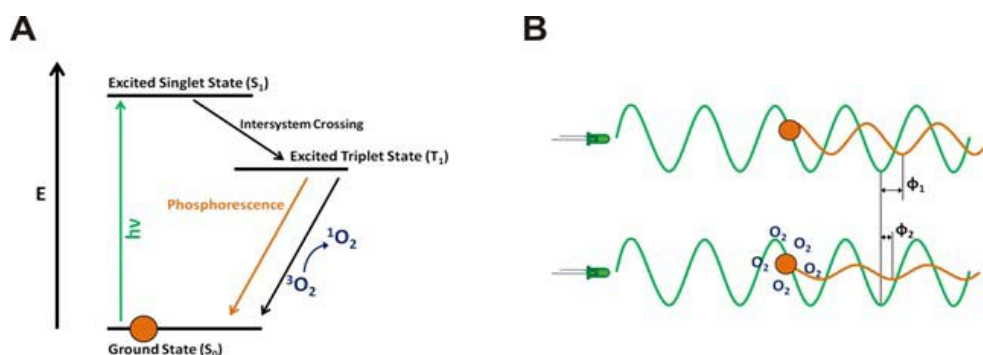 A
E
Excited Singlet State (S₁)
Intersystem Crossing
Excited Triplet State (T₁)
hν
Phosphorescence
¹O₂
³O₂
Ground State (S₀)
B
ϕ₁
ϕ₂
O₂
O₂
O₂
O₂
O₂